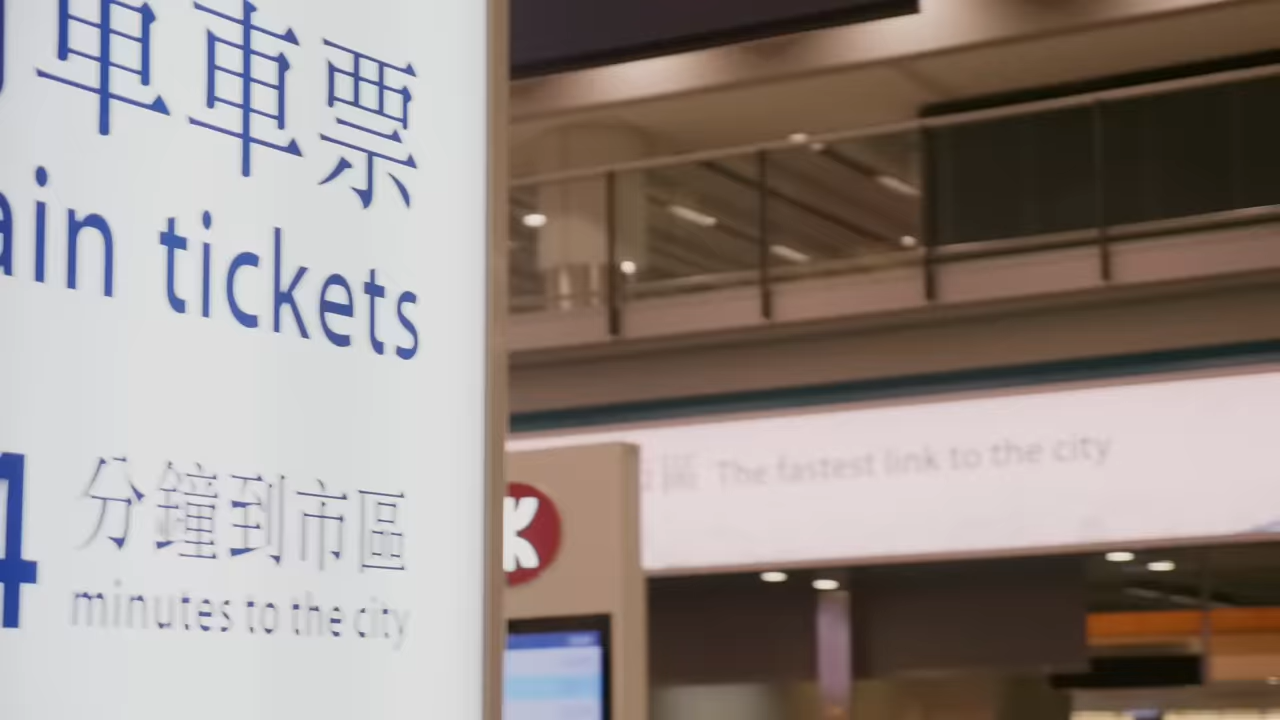 車車票
tickets
4 分鐘到市區
minutes to the city
The fastest link to the city